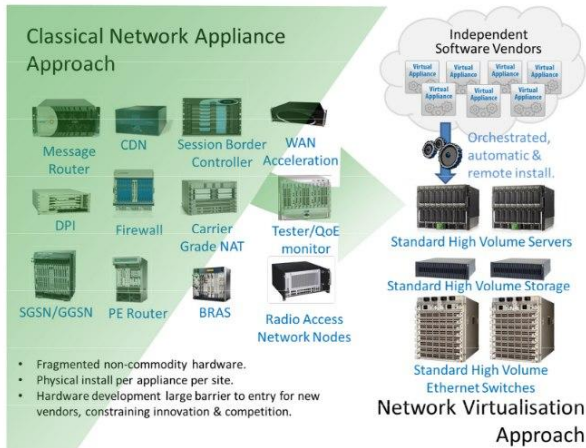 Classical Network Appliance
Approach
Message
Router
CDN
Session Border
Controller
WAN
Acceleration
DPI
Firewall
Carrier
Grade NAT
Tester/QoE
monitor
SGSN/GGSN
PE Router
BRAS
Radio Access
Network Nodes
• Fragmented non-commodity hardware.
• Physical install per appliance per site.
• Hardware development large barrier to entry for new
vendors, constraining innovation & competition.
Independent
Software Vendors
Virtual
Appliance
Virtual
Appliance
Virtual
Appliance
Virtual
Appliance
Virtual
Appliance
Virtual
Appliance
Virtual
Appliance
Orchestrated,
automatic &
remote install.
Standard High Volume Servers
Standard High Volume Storage
Standard High Volume
Ethernet Switches
Network Virtualisation
Approach